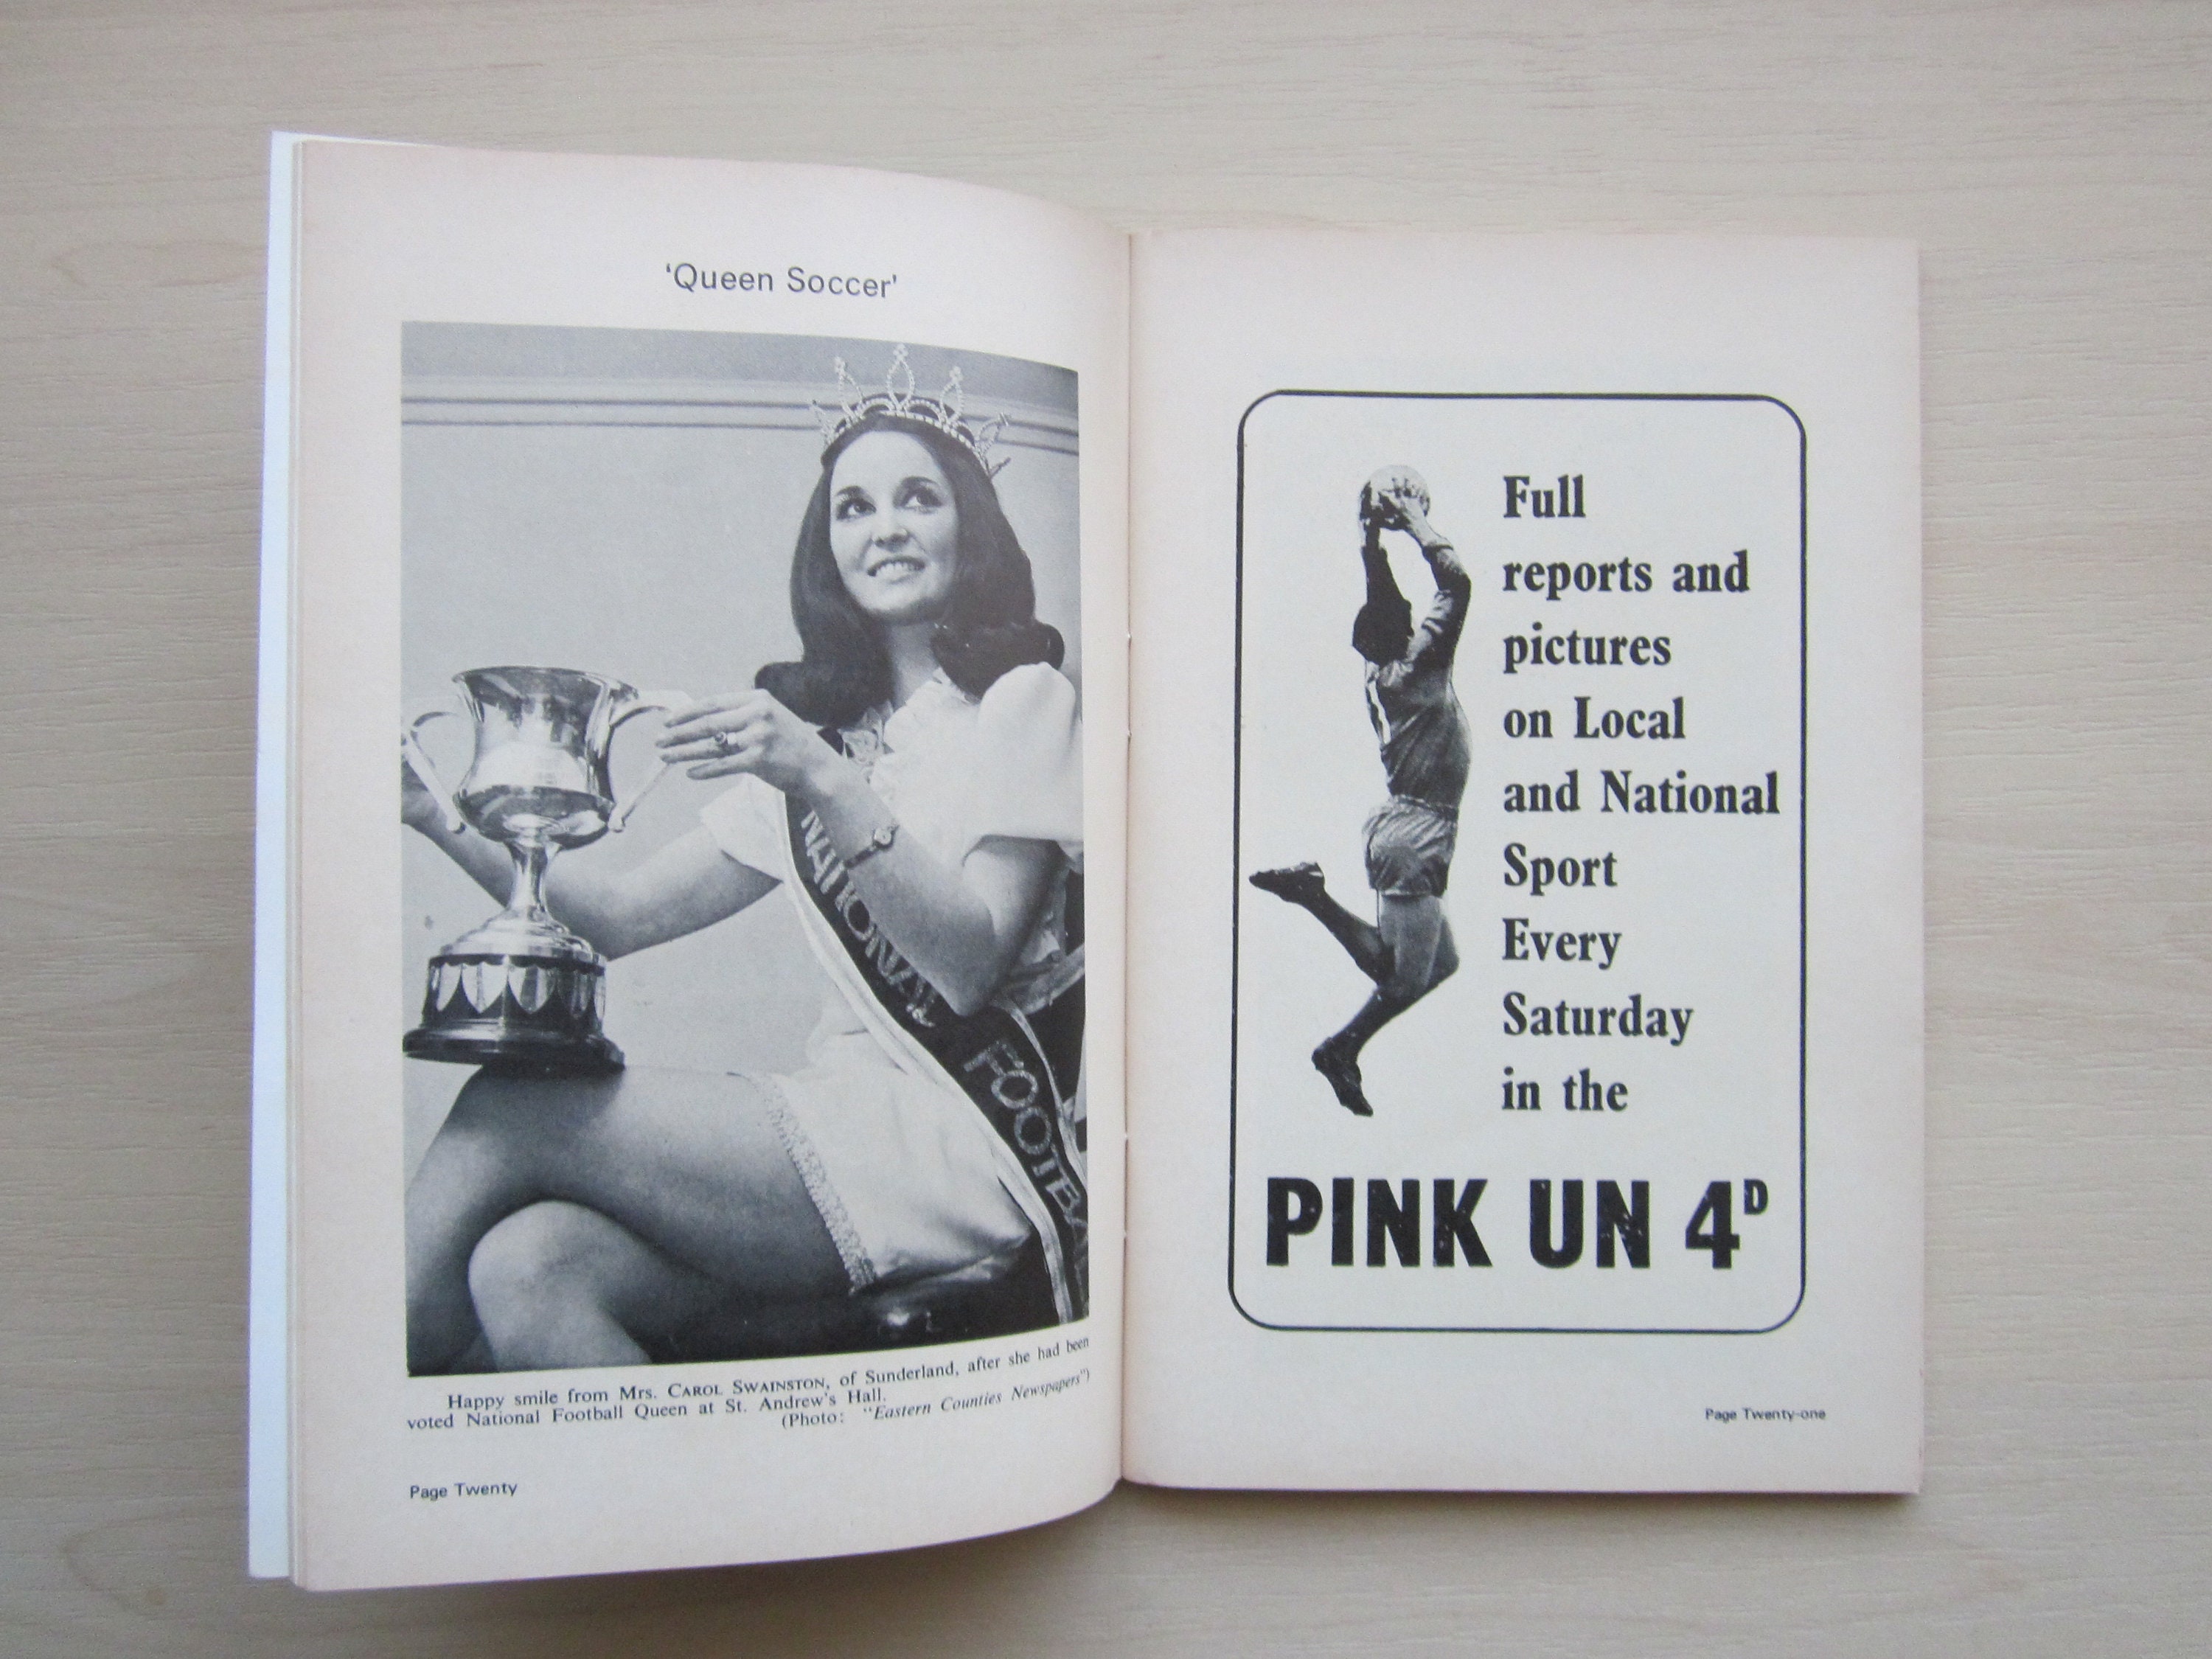 'Queen Soccer'
NATIONAL FOOTBA
Happy smile from Mrs. CAROL SWAINSTON, of Sunderland, after she had been
voted National Football Queen at St. Andrew's Hall.
(Photo: "Eastern Counties Newspapers")
Page Twenty
Full
reports and
pictures
on Local
and National
Sport
Every
Saturday
in the
PINK UN 4D
Page Twenty-one